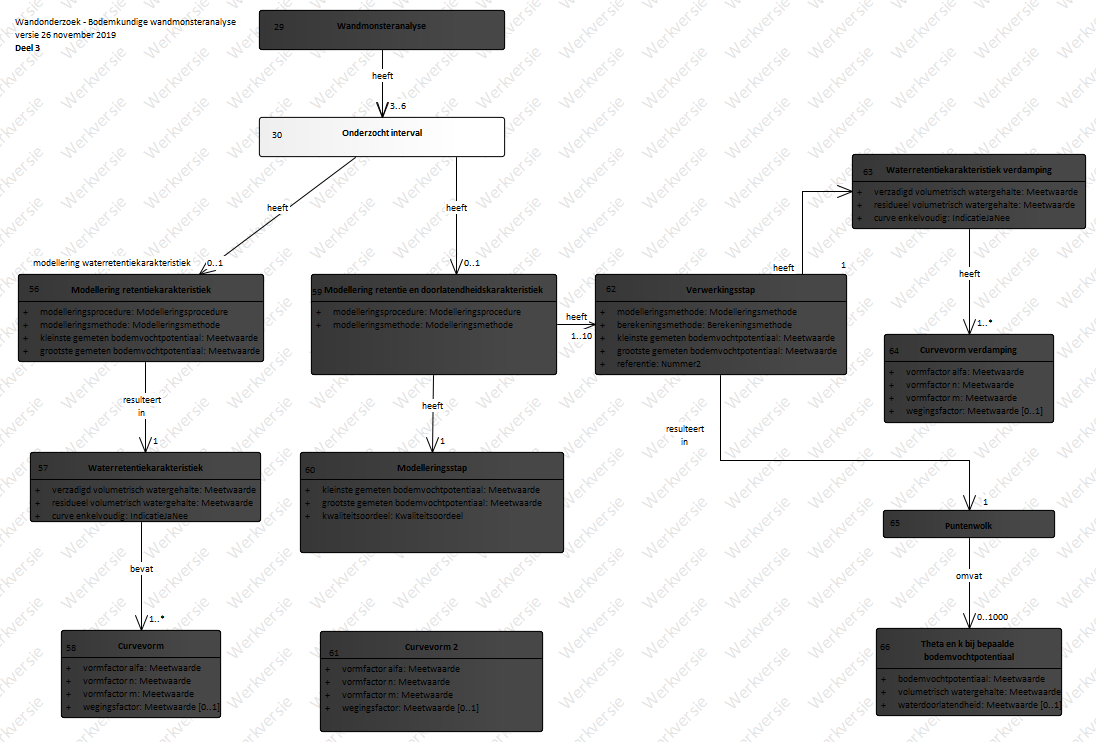 Wandonderzoek - Bodemkundige wandmonsteranalyse
versie 26 november 2019
Deel 3
29 Wandmonsteranalyse
heeft
3..6
30 Onderzocht interval
heeft
heeft
modellering waterretentiekarakteristiek
0..1
0..1
56 Modellering retentiekarakteristiek
+ modelleringsprocedure: Modelleringsprocedure
+ modelleringsmethode: Modelleringsmethode
+ kleinste gemeten bodemvochtpotentiaal: Meetwaarde
+ grootste gemeten bodemvochtpotentiaal: Meetwaarde
resulteert
in
1
57 Waterretentiekarakteristiek
+ verzadigd volumetrisch watergehalte: Meetwaarde
+ residueel volumetrisch watergehalte: Meetwaarde
+ curve enkelvoudig: IndicatieJaNee
bevat
1..*
58 Curvevorm
+ vormfactor alfa: Meetwaarde
+ vormfactor n: Meetwaarde
+ vormfactor m: Meetwaarde
+ wegingsfactor: Meetwaarde [0..1]
59 Modellering retentie en doorlatendheidskarakteristiek
+ modelleringsprocedure: Modelleringsprocedure
+ modelleringsmethode: Modelleringsmethode
heeft
1..10
heeft
1
60 Modelleringsstap
+ kleinste gemeten bodemvochtpotentiaal: Meetwaarde
+ grootste gemeten bodemvochtpotentiaal: Meetwaarde
+ kwaliteitsoordeel: Kwaliteitsoordeel
61 Curvevorm 2
+ vormfactor alfa: Meetwaarde
+ vormfactor n: Meetwaarde
+ vormfactor m: Meetwaarde
+ wegingsfactor: Meetwaarde [0..1]
62 Verwerkingsstap
+ modelleringsmethode: Modelleringsmethode
+ berekeningsmethode: Berekeningsmethode
+ kleinste gemeten bodemvochtpotentiaal: Meetwaarde
+ grootste gemeten bodemvochtpotentiaal: Meetwaarde
+ referentie: Nummer2
heeft
1
63 Waterretentiekarakteristiek verdamping
+ verzadigd volumetrisch watergehalte: Meetwaarde
+ residueel volumetrisch watergehalte: Meetwaarde
+ curve enkelvoudig: IndicatieJaNee
heeft
1..*
64 Curvevorm verdamping
+ vormfactor alfa: Meetwaarde
+ vormfactor n: Meetwaarde
+ vormfactor m: Meetwaarde
+ wegingsfactor: Meetwaarde [0..1]
resulteert
in
1
65 Puntenwolk
omvat
0..1000
66 Theta en k bij bepaalde
bodemvochtpotentiaal
+ bodemvochtpotentiaal: Meetwaarde
+ volumetrisch watergehalte: Meetwaarde
+ waterdoorlatendheid: Meetwaarde [0..1]
Werkversie